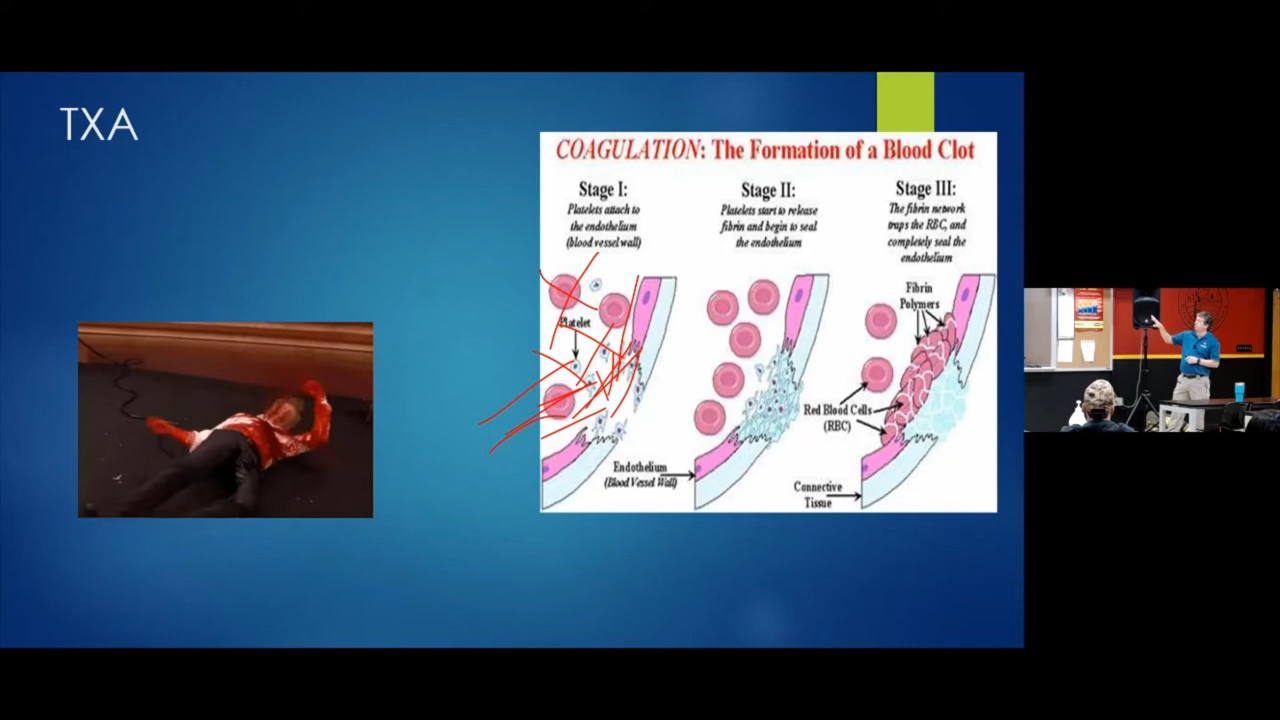 TXA
COAGULATION: The Formation of a Blood Clot
Stage I:
Platelets attach to
the endothelium
(blood vessel wall)
Stage II:
Platelets start to release
fibrin and begin to seal
the endothelium
Stage III:
The fibrin network
traps the RBC, and
completely seal the
endothelium
Platelet
Fibrin
Polymers
Red Blood Cells
(RBC)
Endothelium
(Blood Vessel Wall)
Connective
Tissue